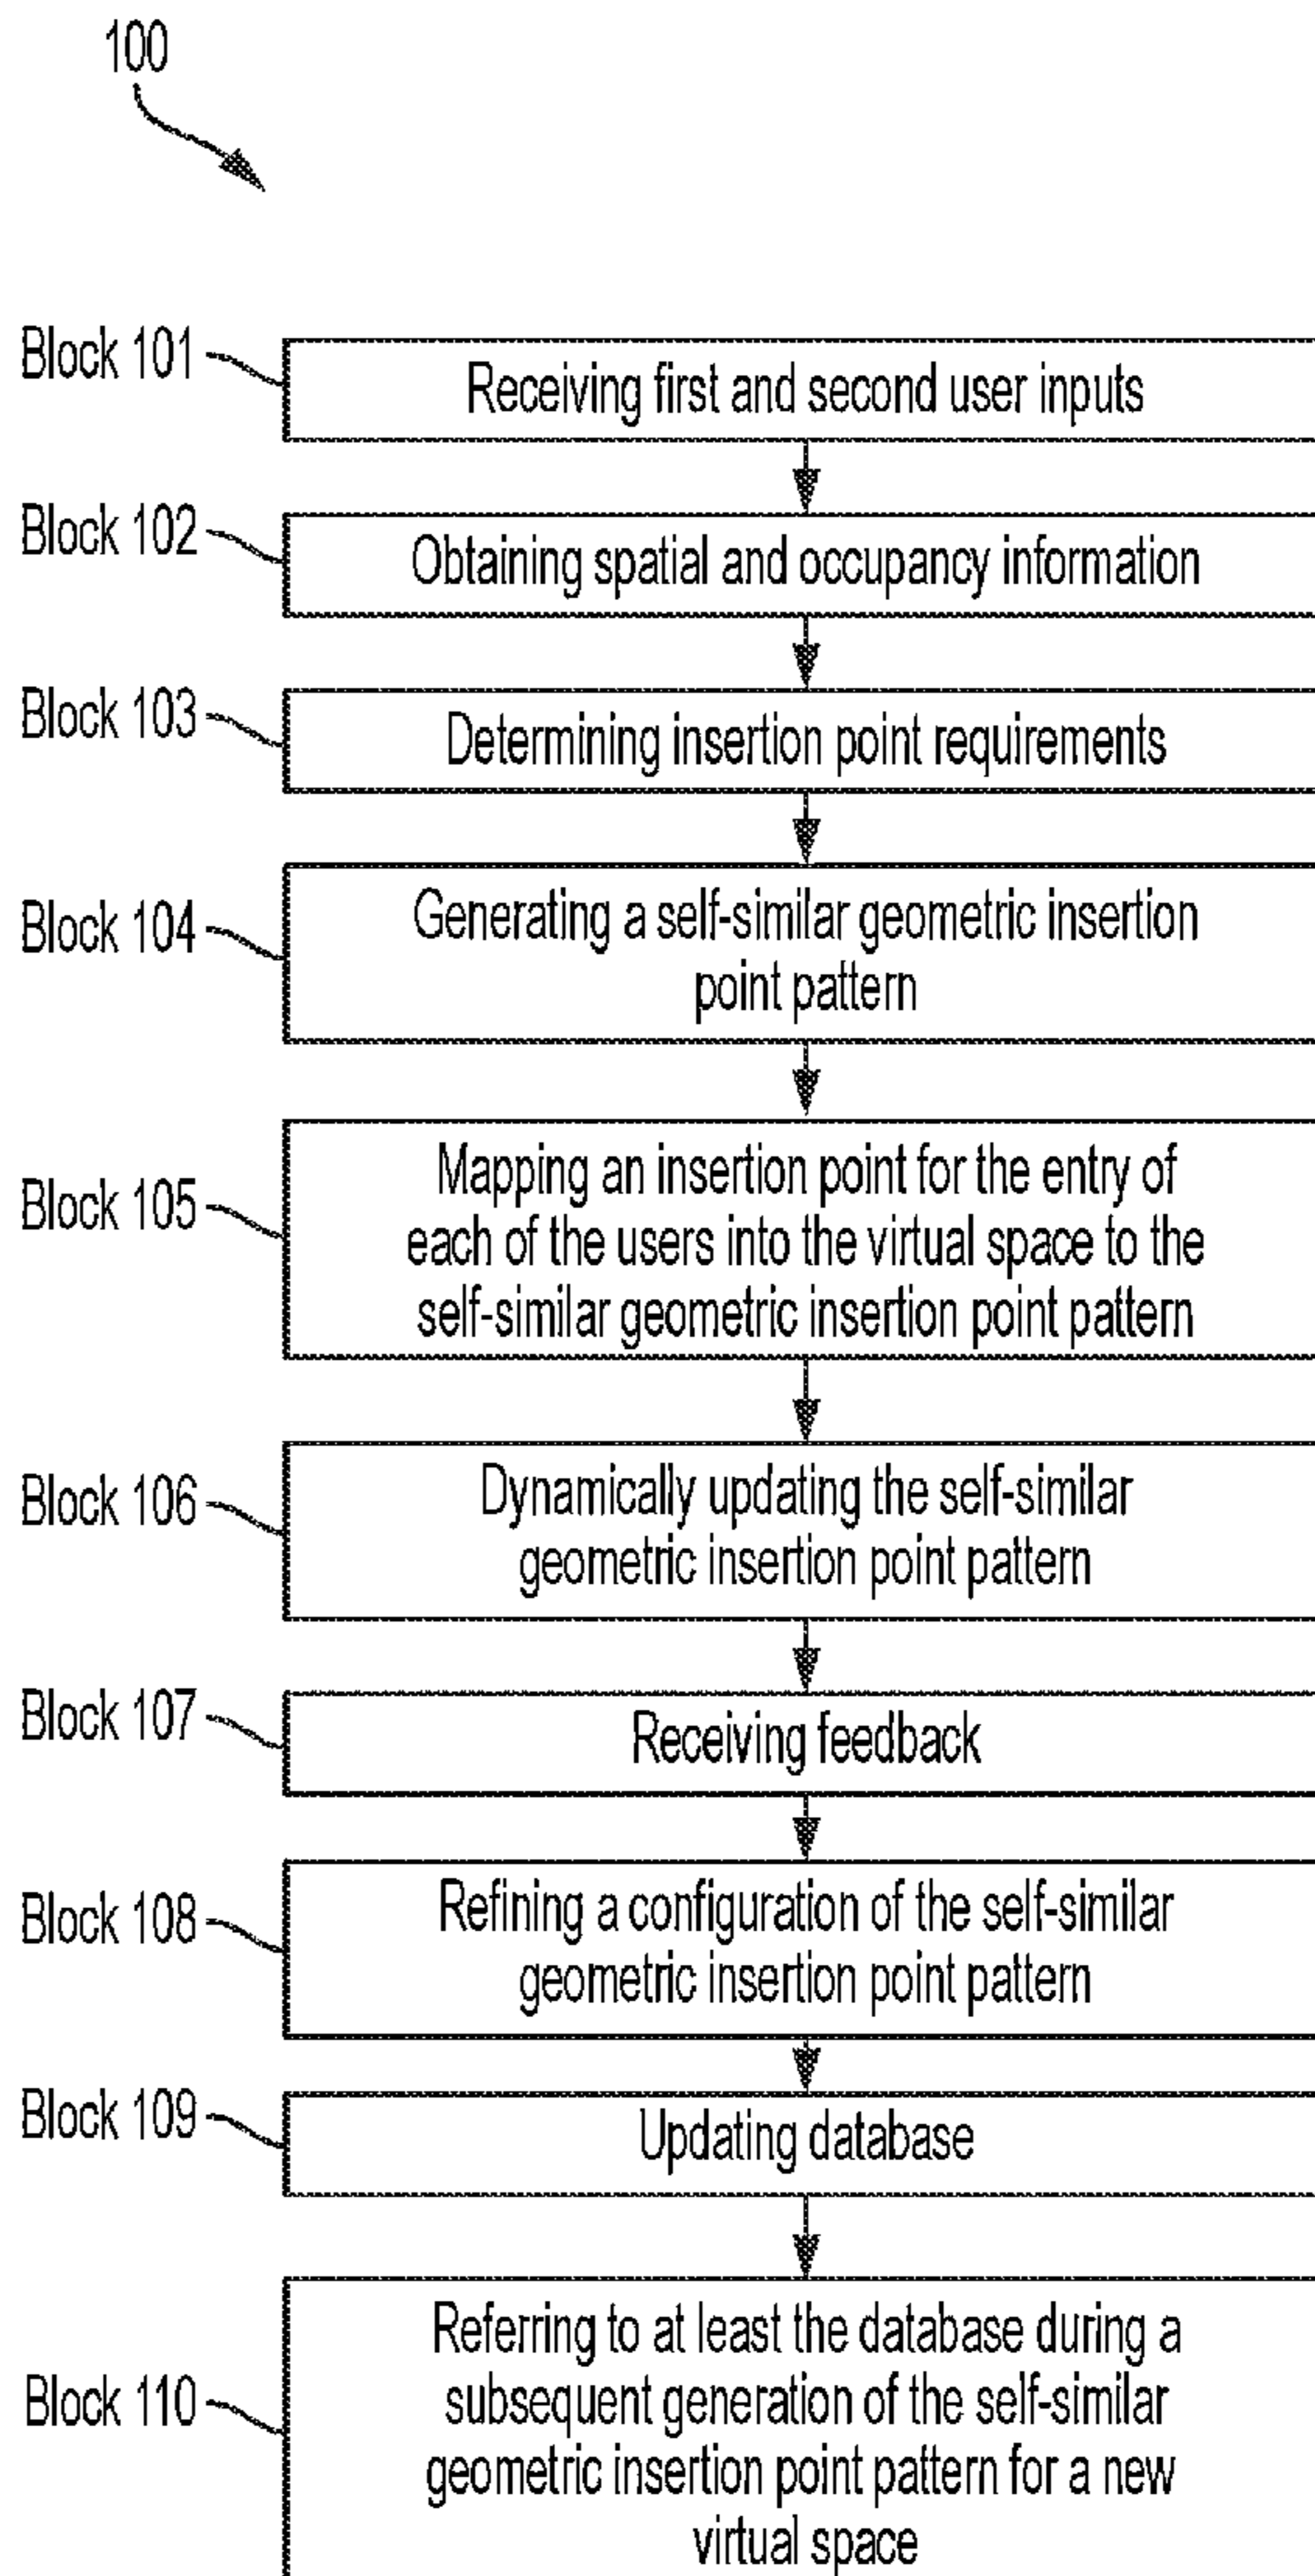 100
Block 101
Receiving first and second user inputs
Block 102
Obtaining spatial and occupancy information
Block 103
Determining insertion point requirements
Block 104
Generating a self-similar geometric insertion
point pattern
Block 105
Mapping an insertion point for the entry of
each of the users into the virtual space to the
self-similar geometric insertion point pattern
Block 106
Dynamically updating the self-similar
geometric insertion point pattern
Block 107
Receiving feedback
Block 108
Refining a configuration of the self-similar
geometric insertion point pattern
Block 109
Updating database
Block 110
Referring to at least the database during a
subsequent generation of the self-similar
geometric insertion point pattern for a new
virtual space